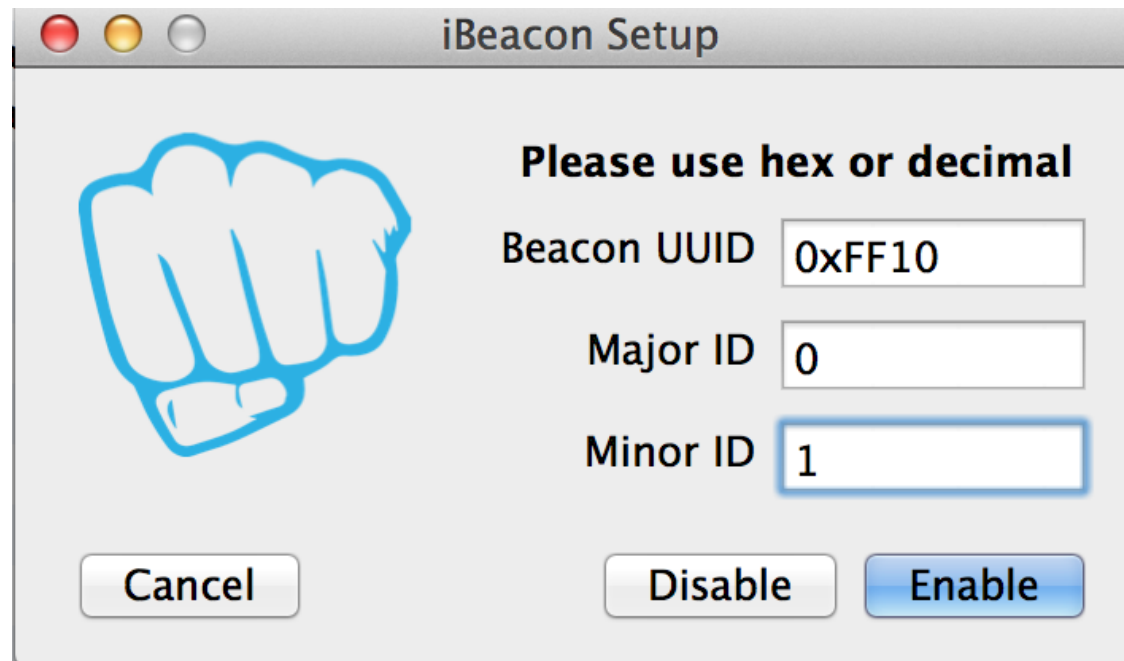 iBeacon Setup
Please use hex or decimal
Beacon UUID 0xFF10
Major ID 0
Minor ID 1
Cancel Disable Enable